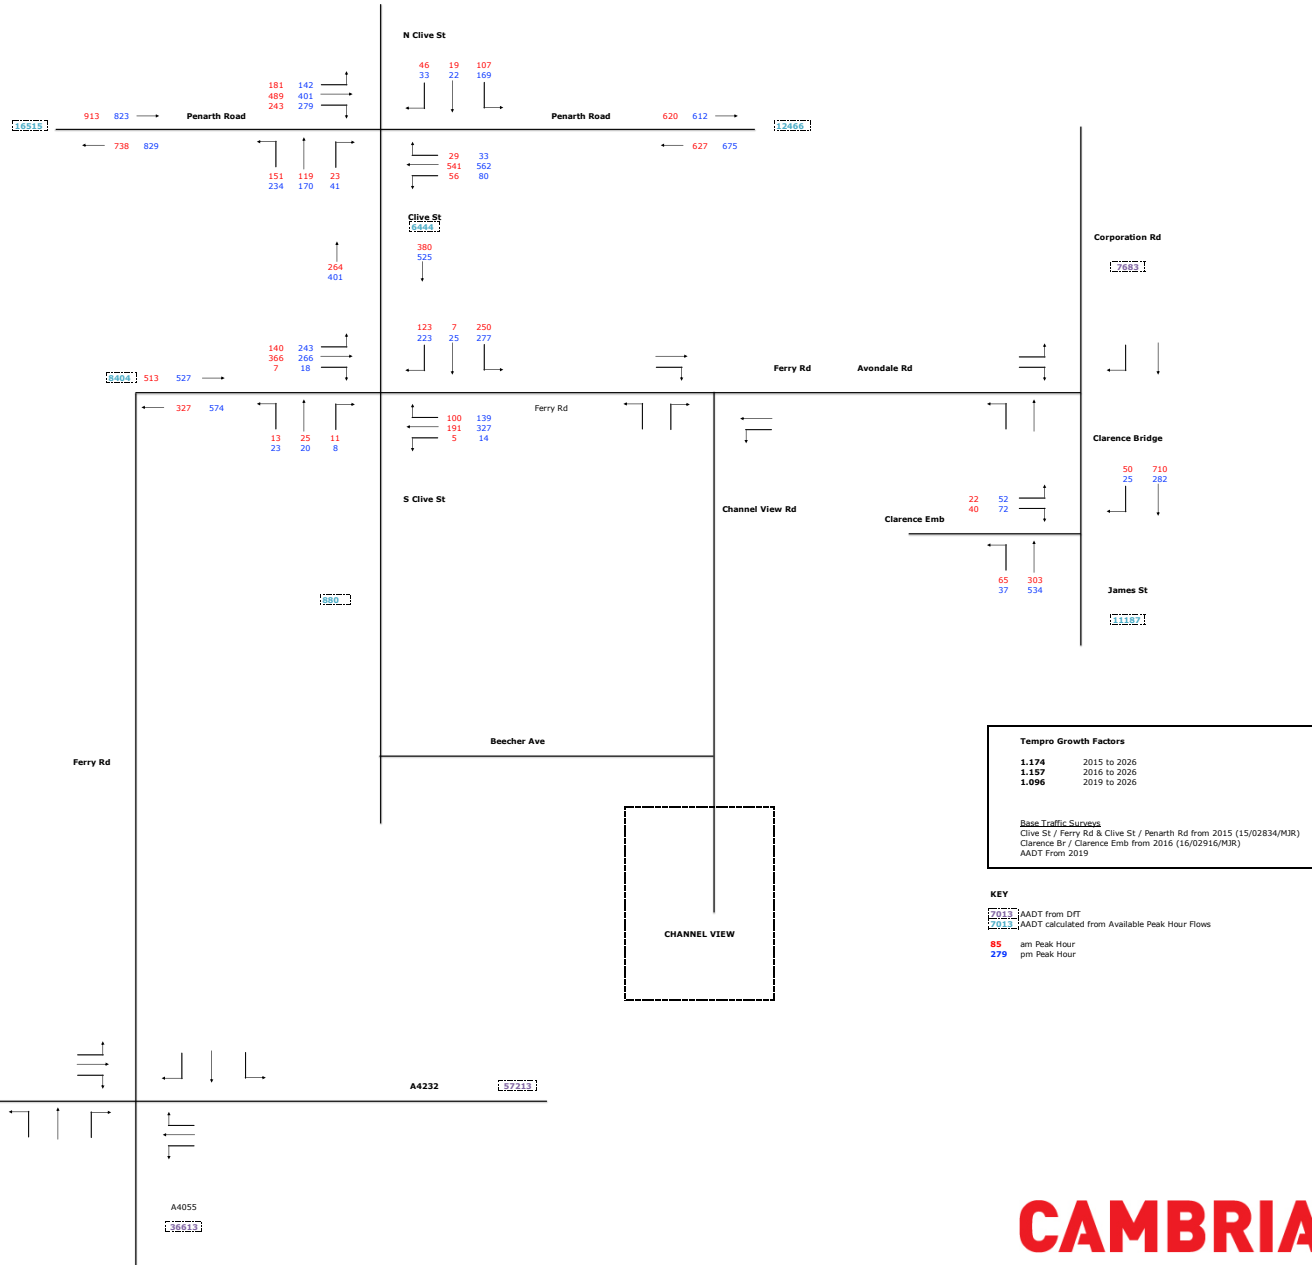 N Clive St
46 19 107
33 22 169
181 142
489 401
243 279
913 823
Penarth Road
Penarth Road
620 612
16515
12466
738 829
627 675
29 33
541 562
56 80
151 119 23
234 170 41
Clive St
6444
380
525
264
401
Corporation Rd
7683
123 7 250
223 25 277
140 243
366 266
7 18
8404 513 527
Ferry Rd
Avondale Rd
327 574
Ferry Rd
100 139
191 327
5 14
13 25 11
23 20 8
Clarence Bridge
50 710
25 282
S Clive St
Channel View Rd
22 52
40 72
Clarence Emb
65 303
37 534
James St
11187
880
Beecher Ave
Ferry Rd
Tempro Growth Factors
1.174 2015 to 2026
1.157 2016 to 2026
1.096 2019 to 2026
Base Traffic Surveys
Clive St / Ferry Rd & Clive St / Penarth Rd from 2015 (15/02834/MJR)
Clarence Br / Clarence Emb from 2016 (16/02916/MJR)
AADT From 2019
KEY
7013 AADT from DfT
7013 AADT calculated from Available Peak Hour Flows
85 am Peak Hour
279 pm Peak Hour
CHANNEL VIEW
A4232
57213
A4055
36613
CAMBRIA